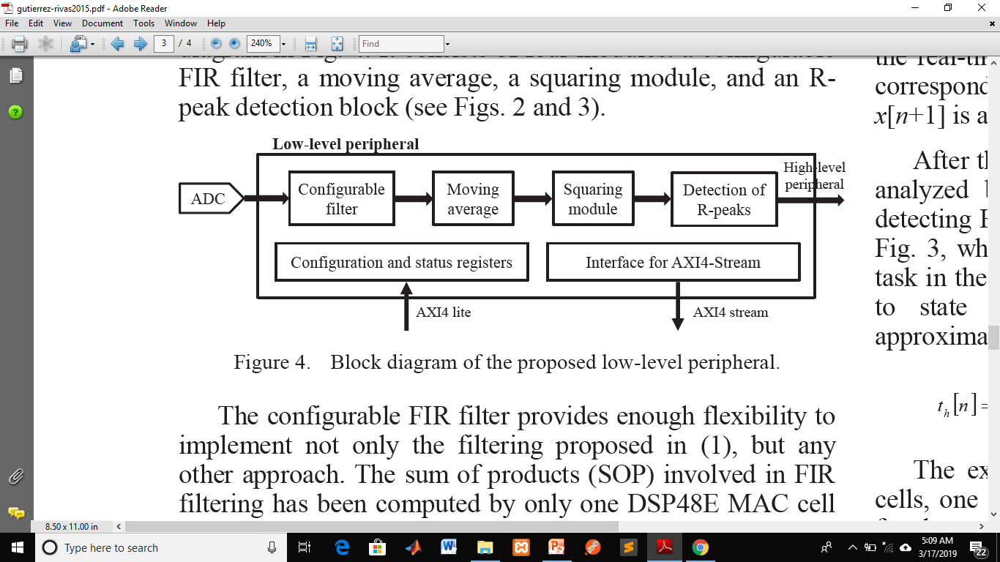 gutierrez-rivas2015.pdf - Adobe Reader
File Edit View Document Tools Window Help
3 / 4 240% Find
FIR filter, a moving average, a squaring module, and an R-
peak detection block (see Figs. 2 and 3).
Low-level peripheral
ADC
Configurable
filter
Moving
average
Squaring
module
Detection of
R-peaks
High-level
peripheral
Configuration and status registers
Interface for AXI4-Stream
AXI4 lite
AXI4 stream
Figure 4. Block diagram of the proposed low-level peripheral.
The configurable FIR filter provides enough flexibility to
implement not only the filtering proposed in (1), but any
other approach. The sum of products (SOP) involved in FIR
filtering has been computed by only one DSP48E MAC cell
the real-ti
correspond
x[n+1] is a
After th
analyzed
detecting
Fig. 3, wh
task in the
to state
approxima
t_h[n] =
The ex
cells, one
8.50 x 11.00 in
Type here to search
5:09 AM
3/17/2019
22